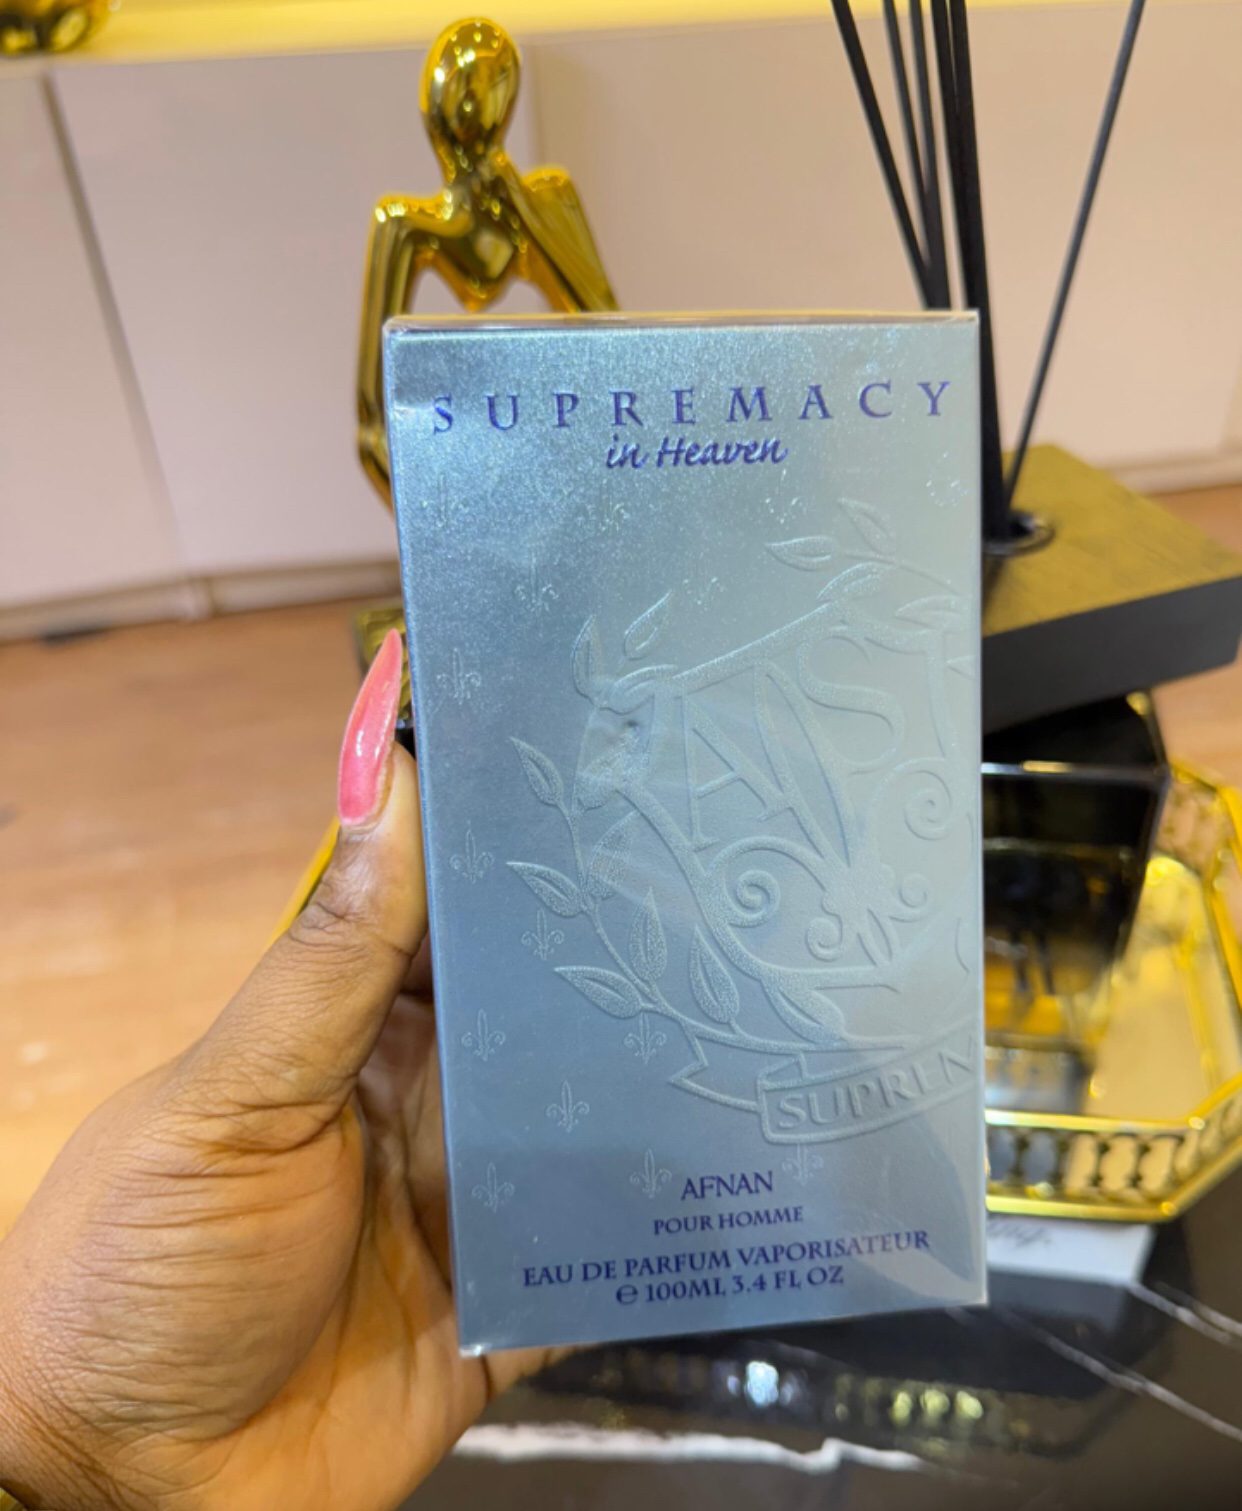 SUPREMACY
in Heaven
AFNAN
POUR HOMME
EAU DE PARFUM VAPORISATEUR
℮ 100ML 3.4 FL OZ